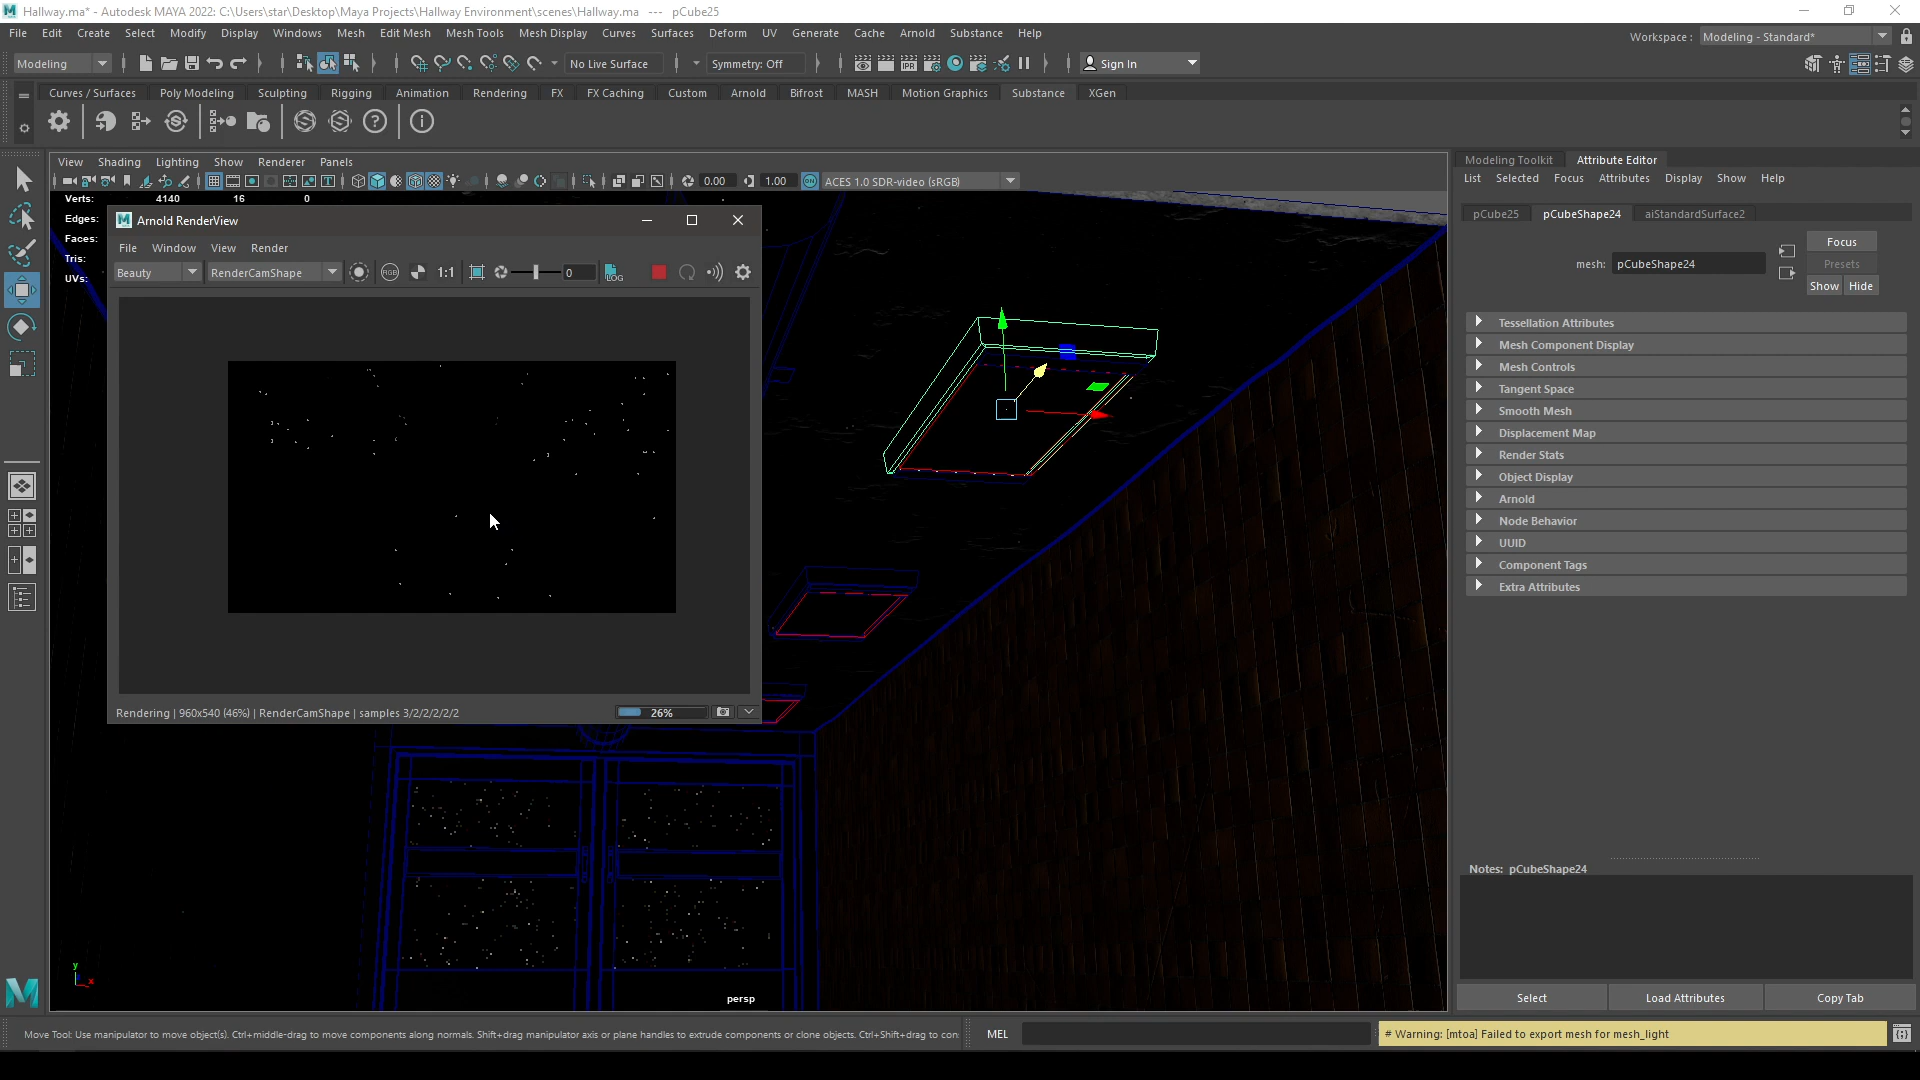 Hallway.ma* - Autodesk MAYA 2022: C:\Users\star\Desktop\Maya Projects\Hallway Environment\scenes\Hallway.ma --- pCube25
File Edit Create Select Modify Display Windows Mesh Edit Mesh Mesh Tools Mesh Display Curves Surfaces Deform UV Generate Cache Arnold Substance Help
Workspace : Modeling - Standard*
Modeling No Live Surface Symmetry: Off IPR Sign In
Curves / Surfaces Poly Modeling Sculpting Rigging Animation Rendering FX FX Caching Custom Arnold Bifrost MASH Motion Graphics Substance XGen
View Shading Lighting Show Renderer Panels
0.00 1.00 ACES 1.0 SDR-video (sRGB)
Verts: 4140 16 0
Edges:
Faces:
Tris:
UVs:
Arnold RenderView
File Window View Render
Beauty RenderCamShape RGB 1:1 0 LOG
Rendering | 960x540 (46%) | RenderCamShape | samples 3/2/2/2/2/2 26%
y
x
persp
Modeling Toolkit Attribute Editor
List Selected Focus Attributes Display Show Help
pCube25 pCubeShape24 aiStandardSurface2
mesh: pCubeShape24
Focus
Presets
Show Hide
Tessellation Attributes
Mesh Component Display
Mesh Controls
Tangent Space
Smooth Mesh
Displacement Map
Render Stats
Object Display
Arnold
Node Behavior
UUID
Component Tags
Extra Attributes
Notes: pCubeShape24
Select Load Attributes Copy Tab
Move Tool: Use manipulator to move object(s). Ctrl+middle-drag to move components along normals. Shift+drag manipulator axis or plane handles to extrude components or clone objects. Ctrl+Shift+drag to con
MEL
# Warning: [mtoa] Failed to export mesh for mesh_light